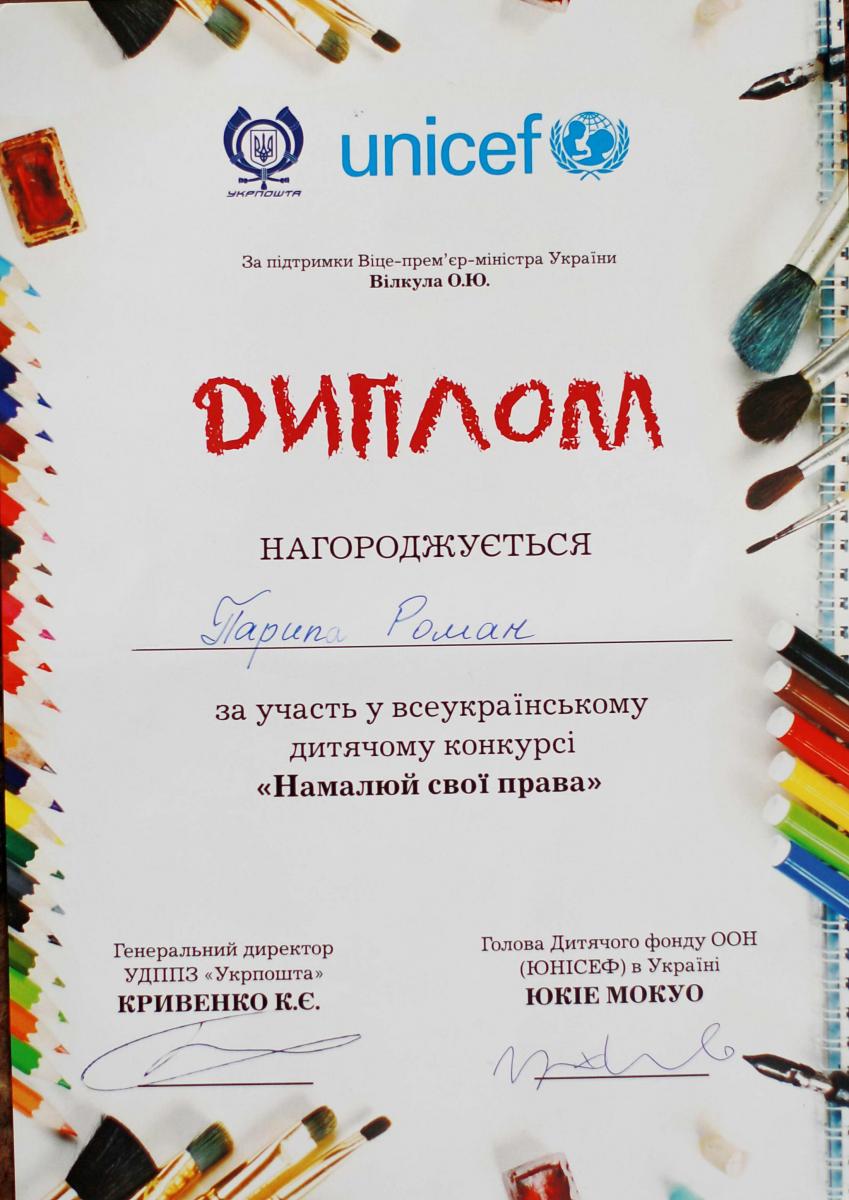 УКРПОШТА
unicef
За підтримки Віце-прем’єр-міністра України
Вілкула О.Ю.
ДИПЛОМ
НАГОРОДЖУЄТЬСЯ
Парипа Роман
за участь у всеукраїнському
дитячому конкурсі
«Намалюй свої права»
Генеральний директор
УДППЗ «Укрпошта»
КРИВЕНКО К.Є.
Голова Дитячого фонду ООН
(ЮНІСЕФ) в Україні
ЮКІЕ МОКУО